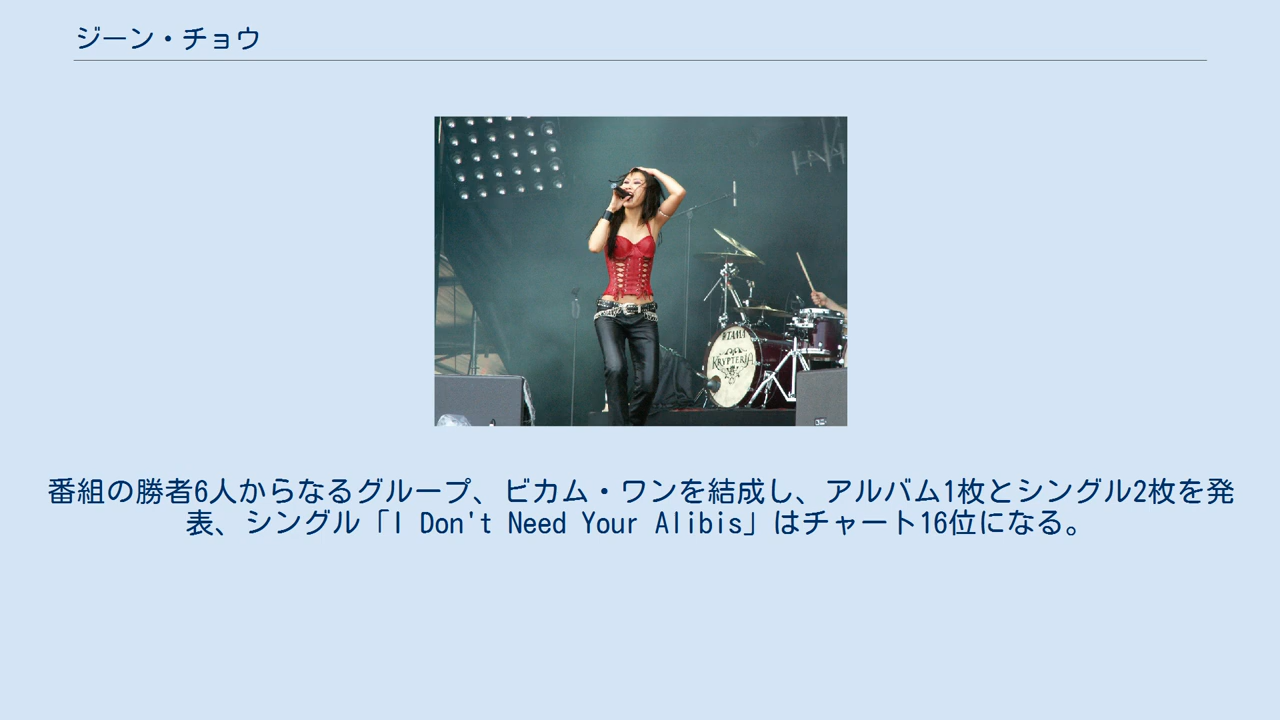 ジーン・チョウ
TAMA
KRYPTERIA
番組の勝者6人からなるグループ、ビカム・ワンを結成し、アルバム1枚とシングル2枚を発
表、シングル「I Don't Need Your Alibis」はチャート16位になる。